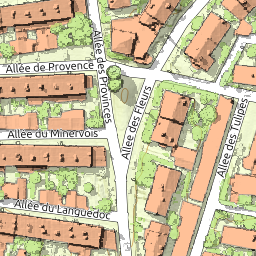 Allée de Provence
Allée des Provinces
Allée des Fleurs
Allée des Tulipes
Allée du Minervois
Allée du Languedoc